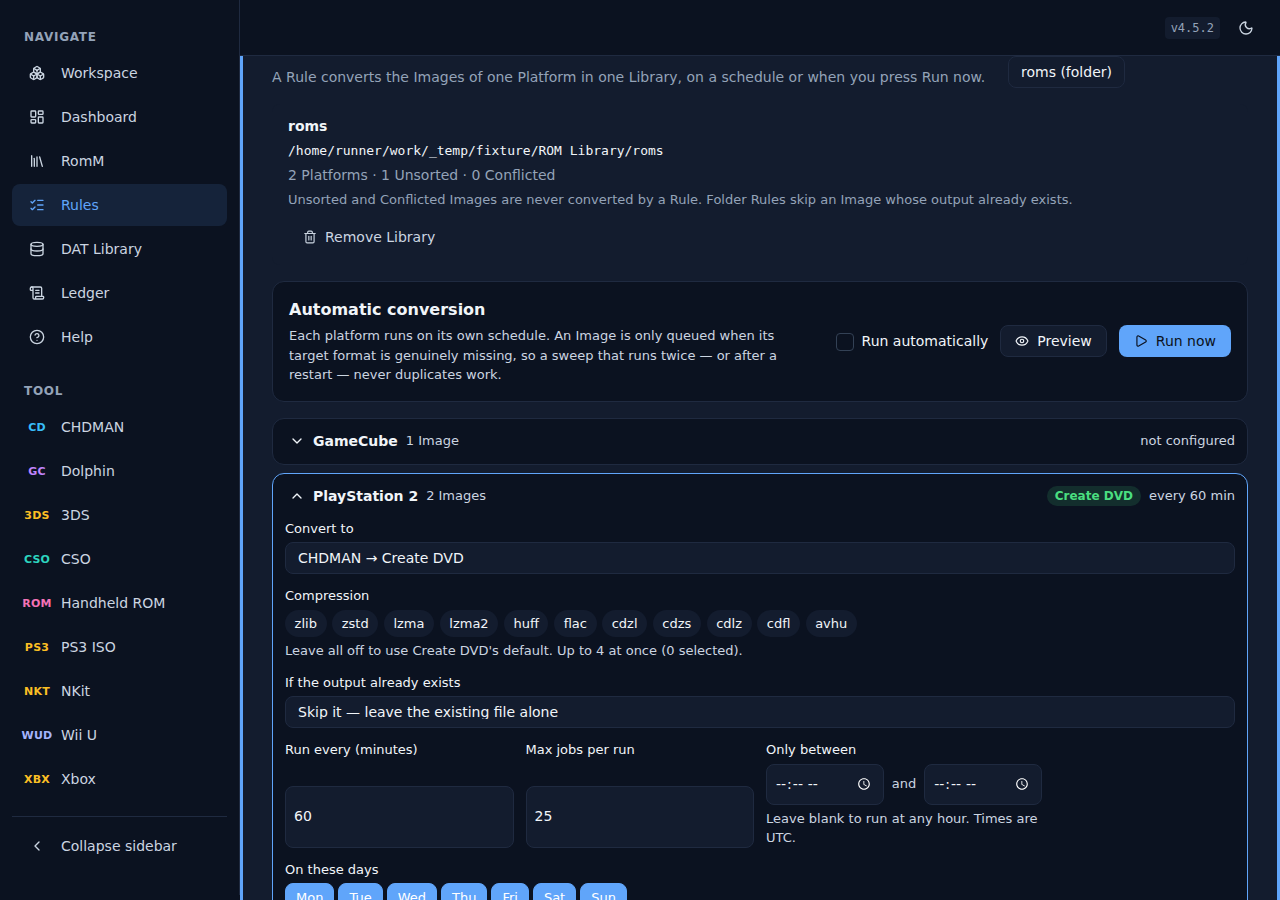 NAVIGATE
Workspace
Dashboard
RomM
Rules
DAT Library
Ledger
Help
TOOL
CD CHDMAN
GC Dolphin
3DS 3DS
CSO CSO
ROM Handheld ROM
PS3 PS3 ISO
NKT NKit
WUD Wii U
XBX Xbox
Collapse sidebar
v4.5.2
A Rule converts the Images of one Platform in one Library, on a schedule or when you press Run now.
roms (folder)
roms
/home/runner/work/_temp/fixture/ROM Library/roms
2 Platforms · 1 Unsorted · 0 Conflicted
Unsorted and Conflicted Images are never converted by a Rule. Folder Rules skip an Image whose output already exists.
Remove Library
Automatic conversion
Each platform runs on its own schedule. An Image is only queued when its
target format is genuinely missing, so a sweep that runs twice — or after a
restart — never duplicates work.
Run automatically
Preview
Run now
GameCube 1 Image
not configured
PlayStation 2 2 Images
Create DVD every 60 min
Convert to
CHDMAN → Create DVD
Compression
zlib zstd lzma lzma2 huff flac cdzl cdzs cdlz cdfl avhu
Leave all off to use Create DVD's default. Up to 4 at once (0 selected).
If the output already exists
Skip it — leave the existing file alone
Run every (minutes) Max jobs per run Only between
60 25 --:-- -- and --:-- --
Leave blank to run at any hour. Times are
UTC.
On these days
Mon Tue Wed Thu Fri Sat Sun